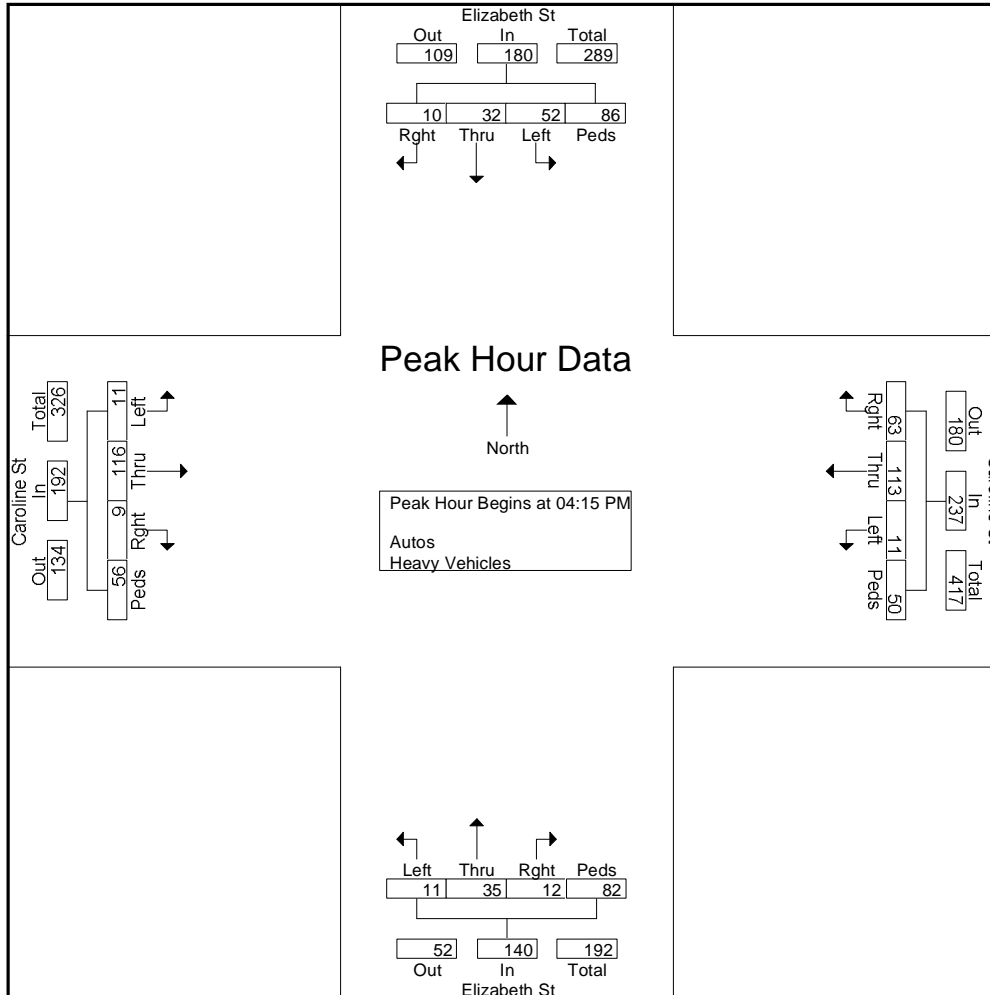 Elizabeth St
Out In Total
109 180 289
10 32 52 86
Rght Thru Left Peds
Peak Hour Data
North
Peak Hour Begins at 04:15 PM
Autos
Heavy Vehicles
Caroline St
Out In Total
134 192 326
Peds Rght Thru Left
56 9 116 11
Out In Total
180 237 417
63 113 11 50
Rght Thru Left Peds
Left Thru Rght Peds
11 35 12 82
52 140 192
Out In Total
Elizabeth St